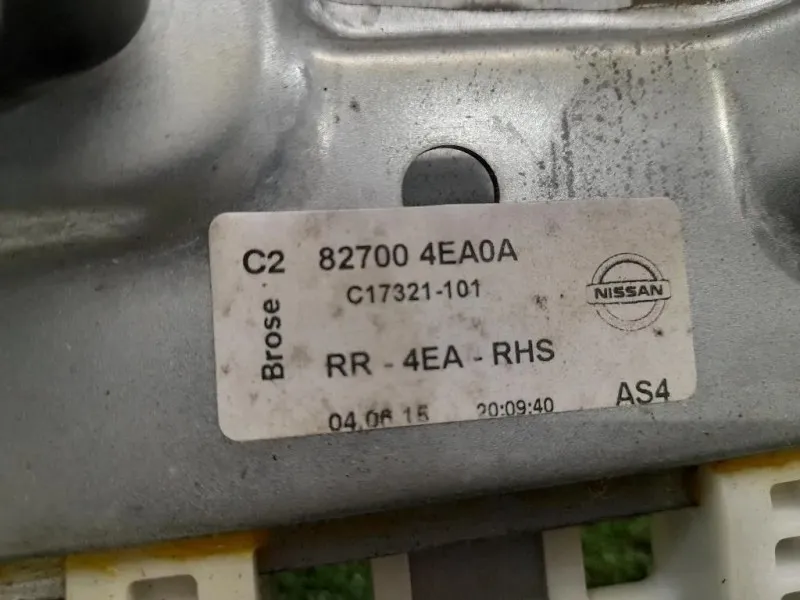 C2 82700 4EA0A
C17321-101
NISSAN
Brose
RR - 4EA - RHS
04.06.15 20:09:40 AS4